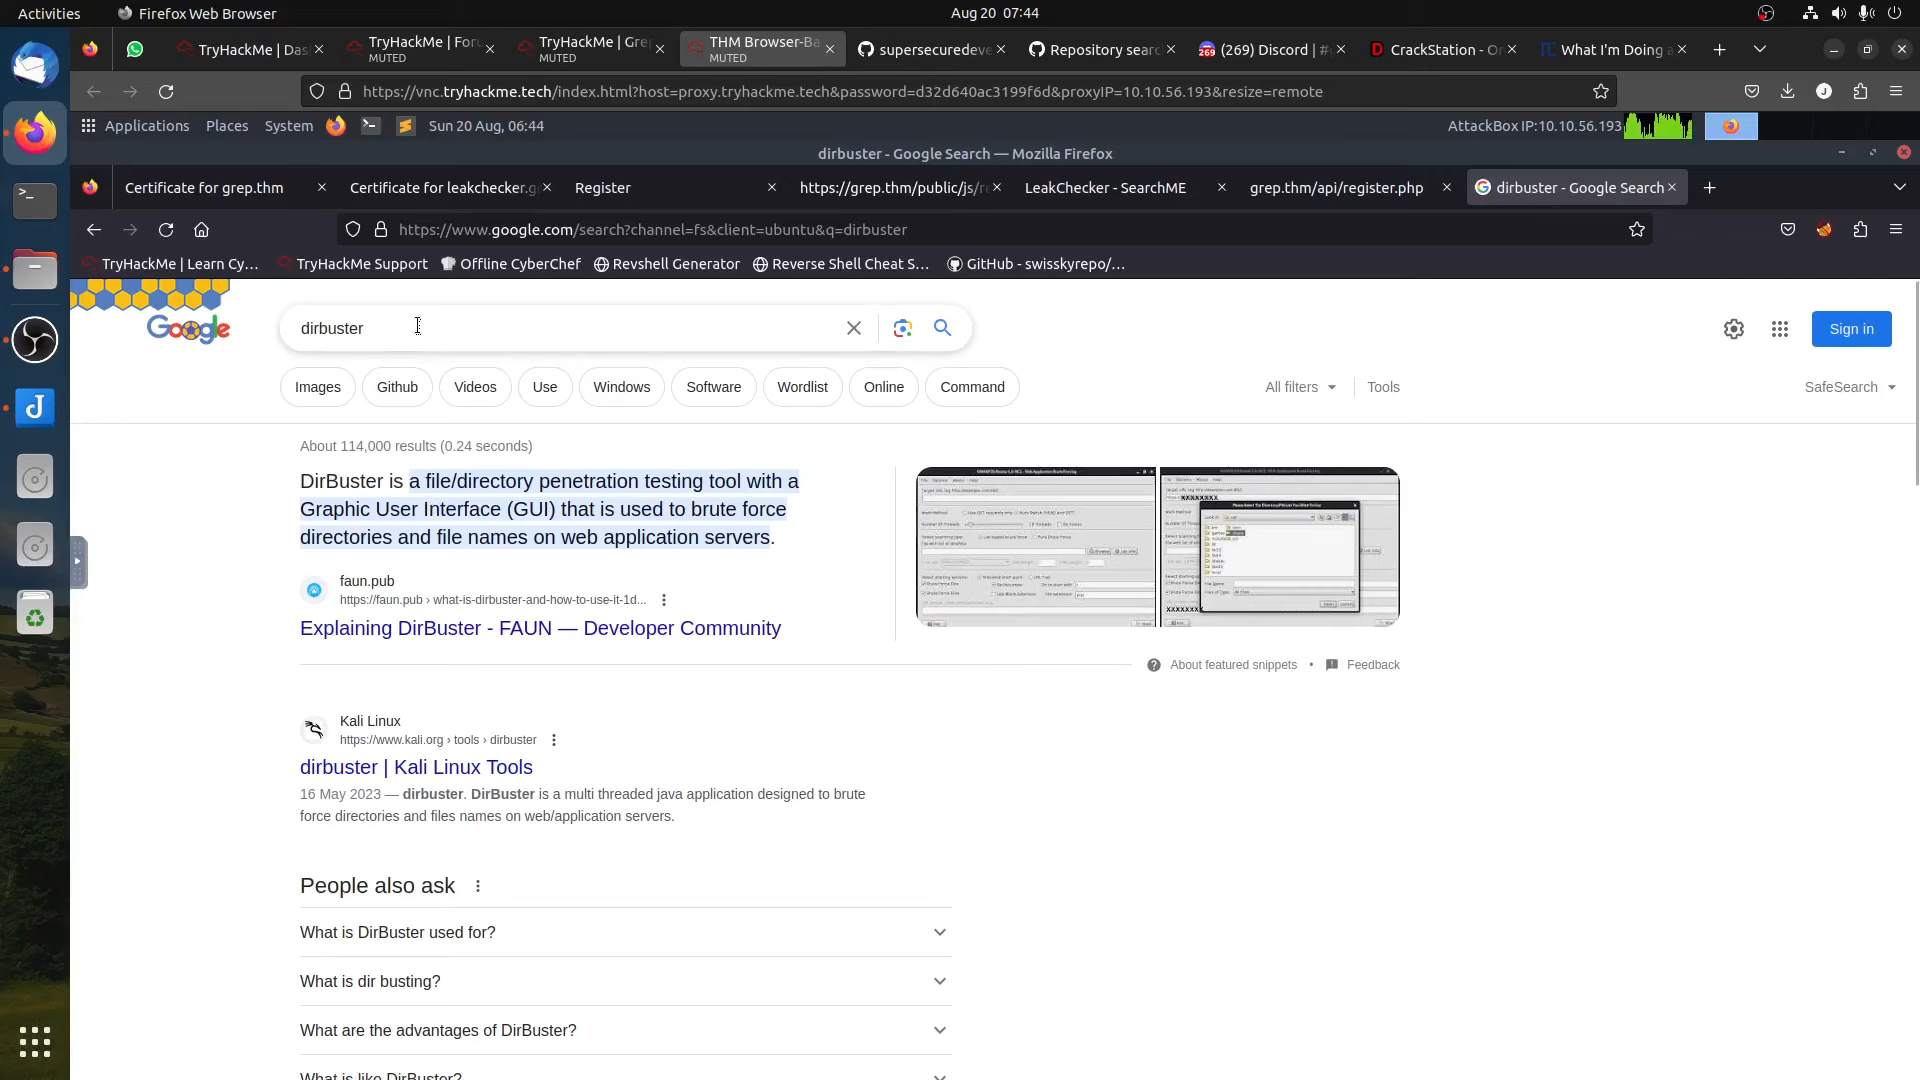 Activities
Firefox Web Browser
Aug 20 07:44
TryHackMe | Das
TryHackMe | For
MUTED
TryHackMe | Gre
MUTED
THM Browser-Ba
MUTED
supersecuredeve
Repository searc
(269) Discord | #
CrackStation - Or
What I'm Doing a
https://vnc.tryhackme.tech/index.html?host=proxy.tryhackme.tech&password=d32d640ac3199f6d&proxyIP=10.10.56.193&resize=remote
Applications
Places
System
Sun 20 Aug, 06:44
AttackBox IP:10.10.56.193
dirbuster - Google Search — Mozilla Firefox
Certificate for grep.thm
Certificate for leakchecker.g
Register
https://grep.thm/public/js/re
LeakChecker - SearchME
grep.thm/api/register.php
dirbuster - Google Search
https://www.google.com/search?channel=fs&client=ubuntu&q=dirbuster
TryHackMe | Learn Cy...
TryHackMe Support
Offline CyberChef
Revshell Generator
Reverse Shell Cheat S...
GitHub - swisskyrepo/...
Google
dirbuster
Sign in
Images
Github
Videos
Use
Windows
Software
Wordlist
Online
Command
All filters
Tools
SafeSearch
About 114,000 results (0.24 seconds)
DirBuster is a file/directory penetration testing tool with a
Graphic User Interface (GUI) that is used to brute force
directories and file names on web application servers.
faun.pub
https://faun.pub › what-is-dirbuster-and-how-to-use-it-1d...
Explaining DirBuster - FAUN — Developer Community
About featured snippets • Feedback
Kali Linux
https://www.kali.org › tools › dirbuster
dirbuster | Kali Linux Tools
16 May 2023 — dirbuster. DirBuster is a multi threaded java application designed to brute
force directories and files names on web/application servers.
People also ask
What is DirBuster used for?
What is dir busting?
What are the advantages of DirBuster?
What is like DirBuster?